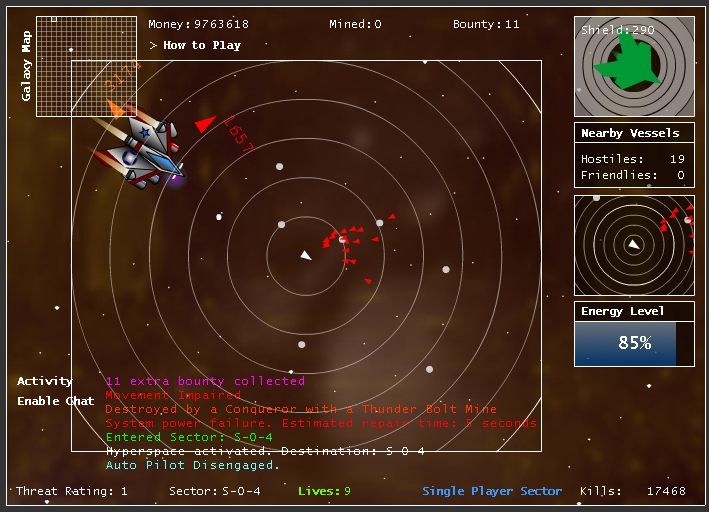 Money: 9763618 Mined: 0 Bounty: 11
> How to Play
Galaxy Map
Shield: 290
3174
1657
Nearby Vessels
Hostiles: 19
Friendlies: 0
Energy Level
85%
Activity
11 extra bounty collected
Movement Impaired
Enable Chat
Destroyed by a Conqueror with a Thunder Bolt Mine
System power failure. Estimated repair time: 8 seconds
Entered Sector: S-0-4
Hyperspace activated. Destination: S-0-4
Auto Pilot Disengaged.
Threat Rating: 1 Sector: S-0-4 Lives: 9 Single Player Sector Kills: 17468